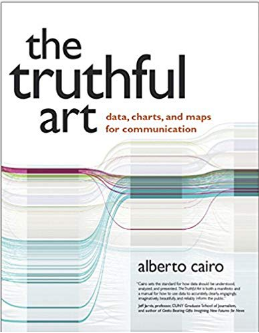 the
truthful
art
data, charts, and maps
for communication
alberto cairo
"Cairo sets the standard for how data should be understood,
analyzed, and presented. The Truthful Art is both a manifesto and
a manual for how to use data to accurately, clearly, engagingly,
imaginatively, beautifully, and reliably inform the public."
Jeff Jarvis, professor, CUNY Graduate School of Journalism,
and author of Geeks Bearing Gifts: Imagining New Futures for News